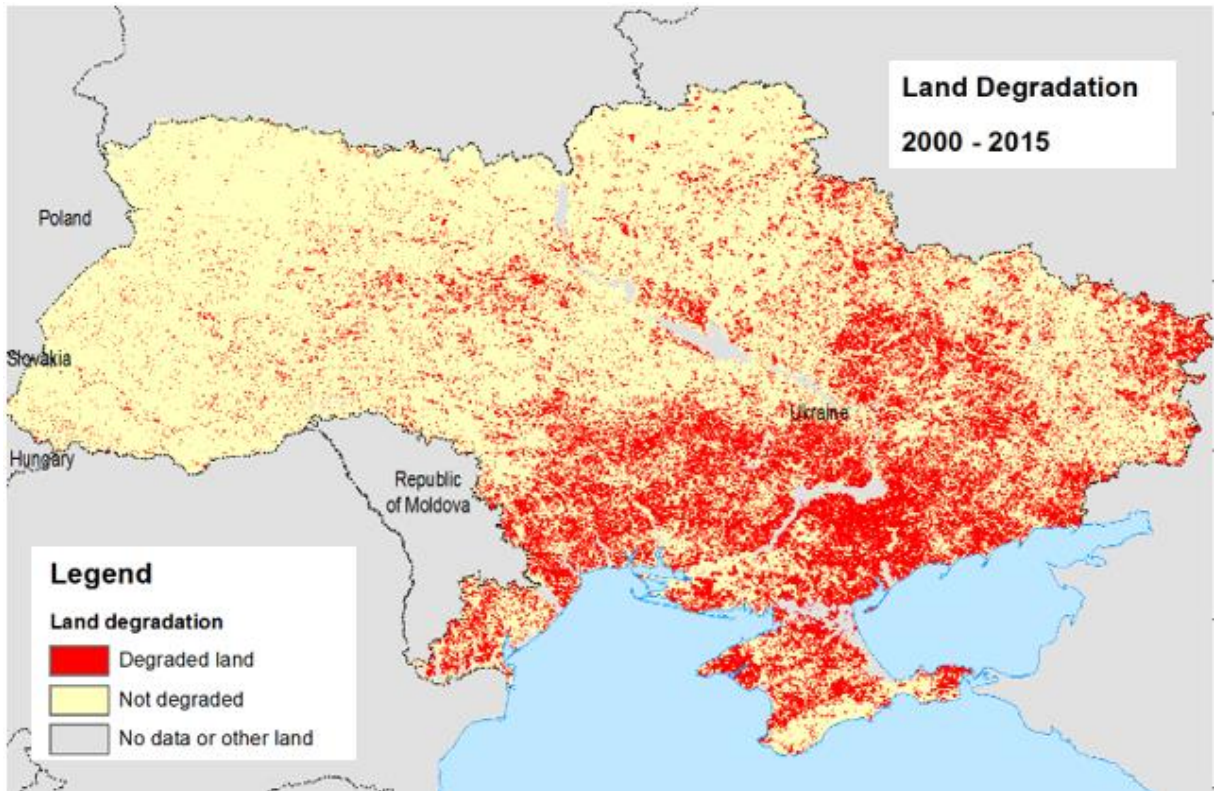 Land Degradation
2000 - 2015
Poland
Slovakia
Ukraine
Hungary
Republic
of Moldova
Legend
Land degradation
Degraded land
Not degraded
No data or other land